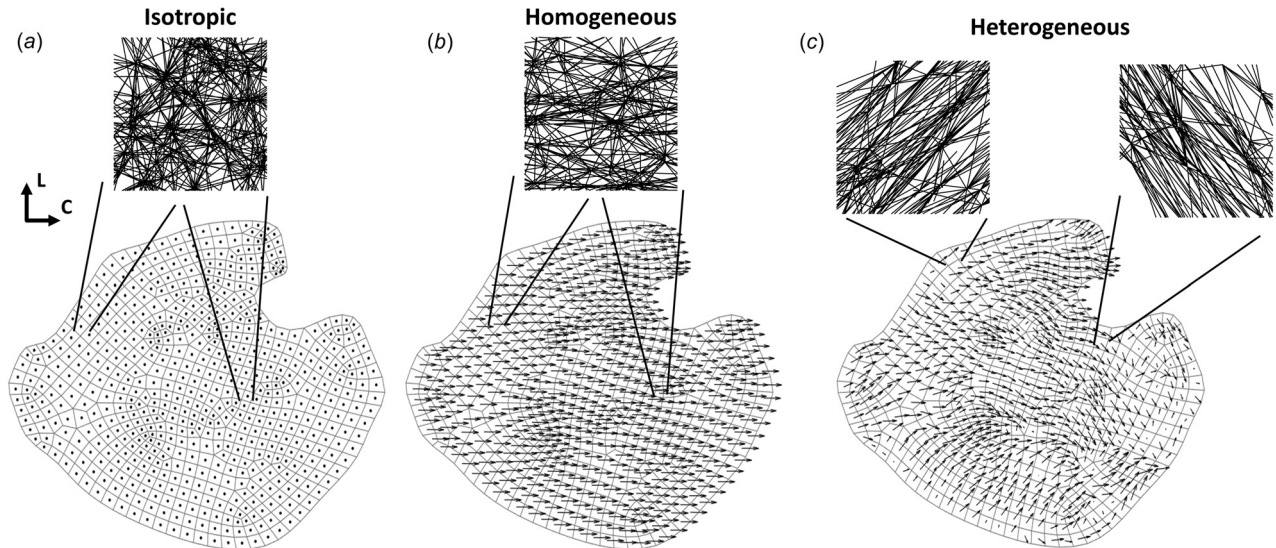 Isotropic
(a)
Homogeneous
(b)
Heterogeneous
(c)
L
C